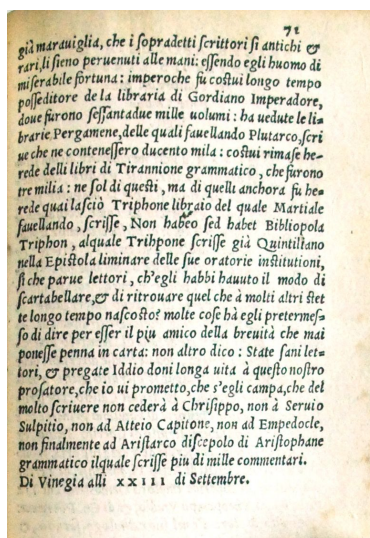 71
già marauiglia, che i ſopradetti ſcrittori ſi antichi &
rari, li ſieno peruenuti alle mani: eſſendo egli huomo di
miſerabile fortuna: imperoche fu coſtui longo tempo
poſſeditore de la libraria di Gordiano Imperadore,
doue furono ſeſſantadue mille uolumi: ha uedute le li=
brarie Pergamene, delle quali fauellando Plutarco, ſcri
ue che ne conteneſſero ducento mila: coſtui rimaſe he=
rede delli libri di Tirannione grammatico, che furono
tre milia: ne ſol di queſti, ma di quelli anchora fu he=
rede quai laſciò Triphone libraio del quale Martiale
fauellando, ſcriſſe, Non habeo ſed habet Bibliopola
Triphon, alquale Trihpone ſcriſſe già Quintiliano
nella Epiſtola liminare delle ſue oratorie inſtitutioni,
ſi che parue lettori, ch'egli habbi hauuto il modo di
ſcartabellare, & di ritrouare quel che à molti altri ſtet
te longo tempo naſcoſto? molte coſe hà egli pretermeſ=
ſo di dire per eſſer il piu amico della breuità che mai
poneſſe penna in carta: non altro dico: State ſani let=
tori, & pregate Iddio doni longa uita à queſto noſtro
proſatore, che io ui prometto, che s'egli campa, che del
molto ſcriuere non cederà à Chriſippo, non à Seruio
Sulpitio, non ad Atteio Capitone, non ad Empedocle,
non finalmente ad Ariſtarco diſcepolo di Ariſtophane
grammatico ilquale ſcriſſe piu di mille commentari.
Di Vinegia alli XXIII di Settembre.